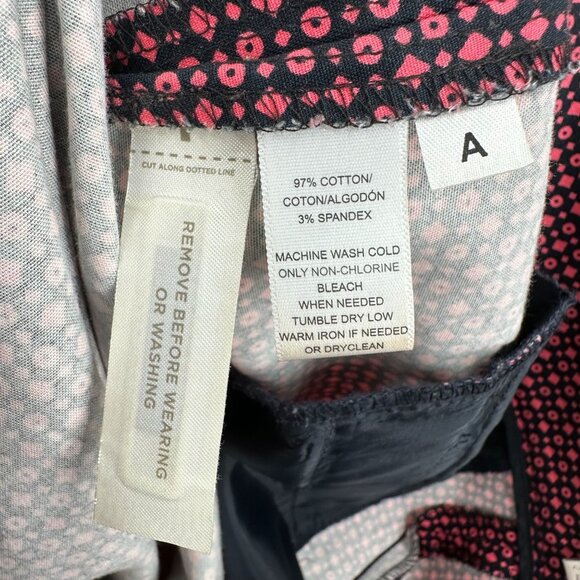 CUT ALONG DOTTED LINE
REMOVE BEFORE WEARING
OR WASHING
97% COTTON/
COTON/ALGODÓN
3% SPANDEX
MACHINE WASH COLD
ONLY NON-CHLORINE
BLEACH
WHEN NEEDED
TUMBLE DRY LOW
WARM IRON IF NEEDED
OR DRYCLEAN
A